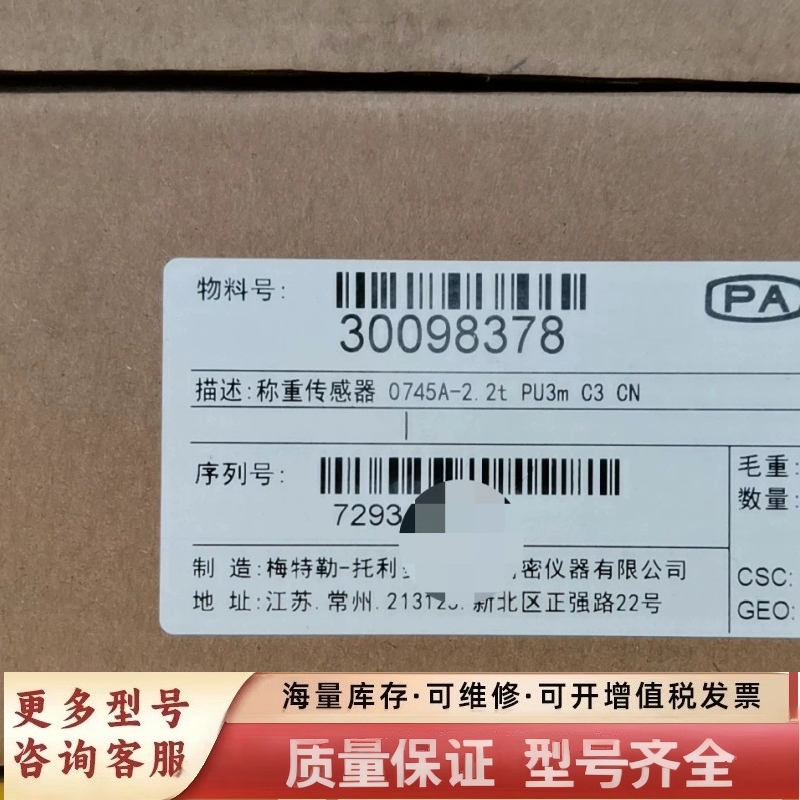 物料号:
30098378
PA
描述:称重传感器 0745A-2.2t PU3m C3 CN
序列号:
7293
毛重:
数量:
制 造:梅特勒-托利 密仪器有限公司
地 址:江苏.常州.21312 新北区正强路22号
CSC:
GEO:
更多型号
咨询客服
海量库存·可维修·可开增值税发票
质量保证 型号齐全